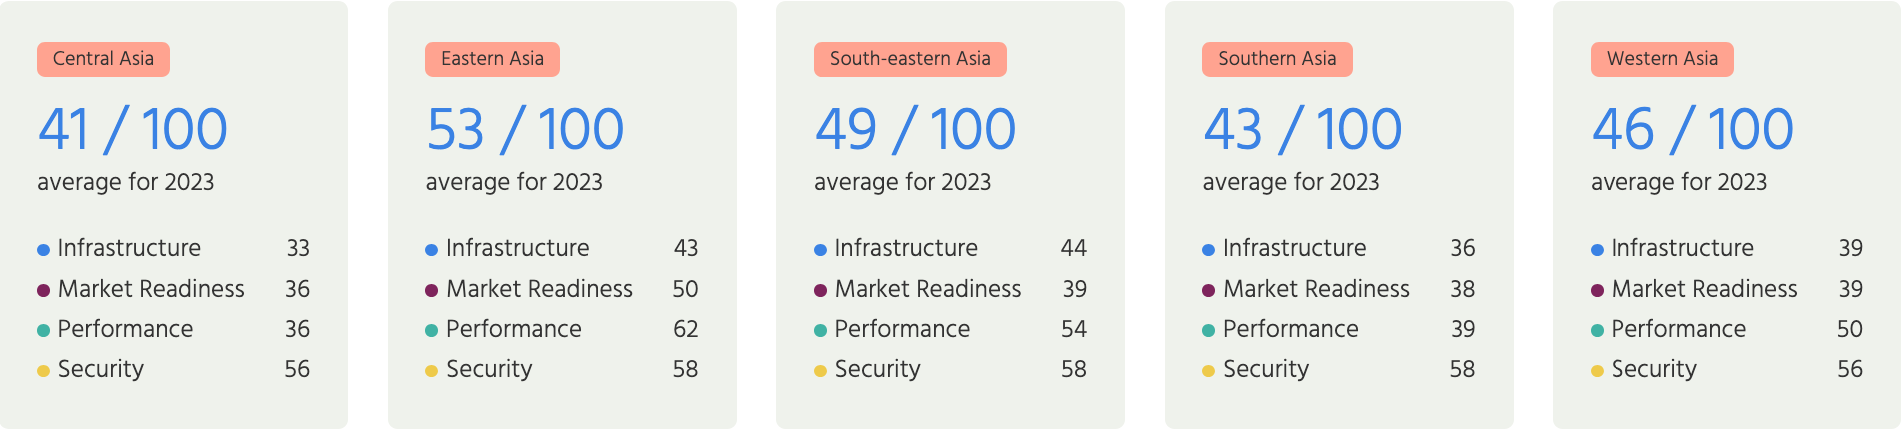 Central Asia
41 / 100
average for 2023
Infrastructure 33
Market Readiness 36
Performance 36
Security 56
Eastern Asia
53 / 100
average for 2023
Infrastructure 43
Market Readiness 50
Performance 62
Security 58
South-eastern Asia
49 / 100
average for 2023
Infrastructure 44
Market Readiness 39
Performance 54
Security 58
Southern Asia
43 / 100
average for 2023
Infrastructure 36
Market Readiness 38
Performance 39
Security 58
Western Asia
46 / 100
average for 2023
Infrastructure 39
Market Readiness 39
Performance 50
Security 56